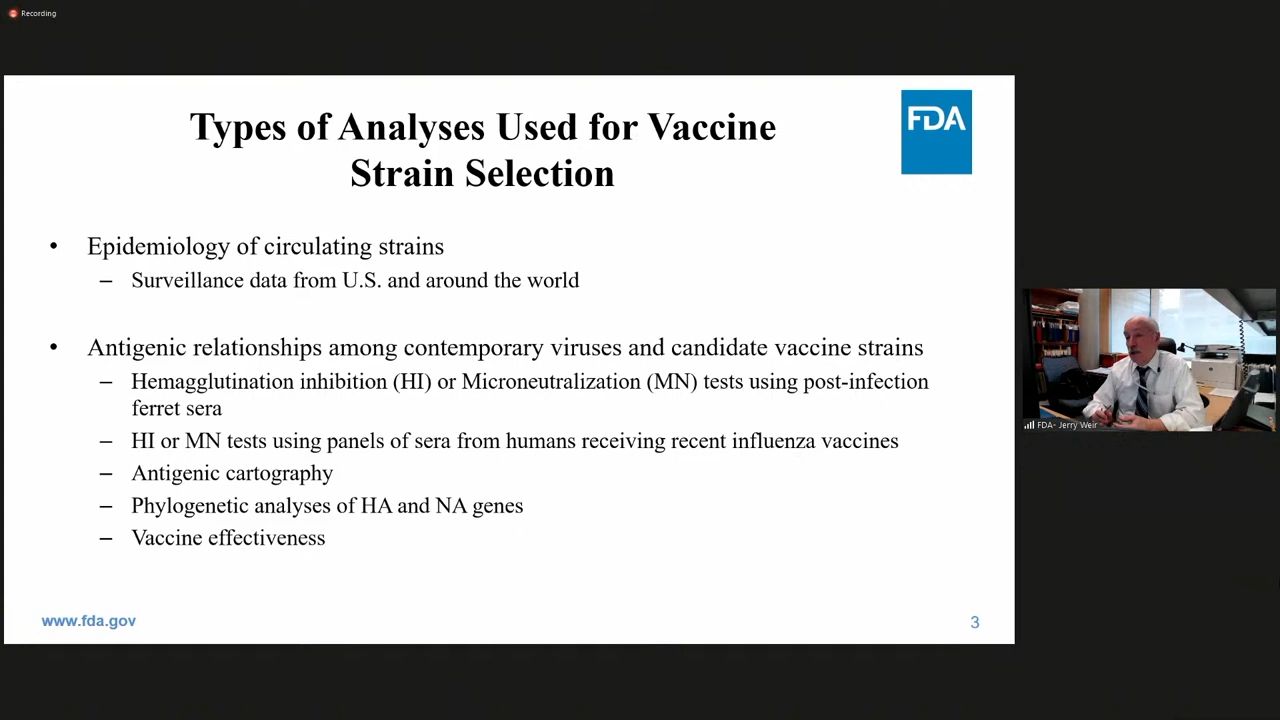 Recording
FDA
Types of Analyses Used for Vaccine
Strain Selection
• Epidemiology of circulating strains
– Surveillance data from U.S. and around the world
• Antigenic relationships among contemporary viruses and candidate vaccine strains
– Hemagglutination inhibition (HI) or Microneutralization (MN) tests using post-infection
ferret sera
– HI or MN tests using panels of sera from humans receiving recent influenza vaccines
– Antigenic cartography
– Phylogenetic analyses of HA and NA genes
– Vaccine effectiveness
www.fda.gov
3
FDA- Jerry Weir